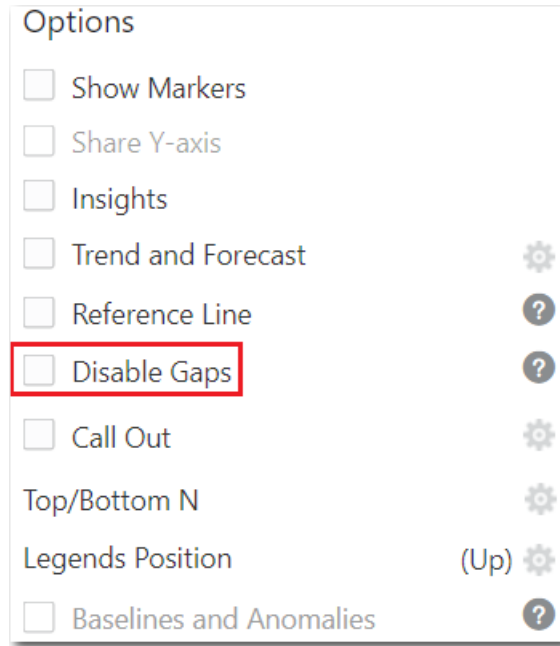 Options
Show Markers
Share Y-axis
Insights
Trend and Forecast
Reference Line ?
Disable Gaps ?
Call Out
Top/Bottom N
Legends Position (Up)
Baselines and Anomalies ?